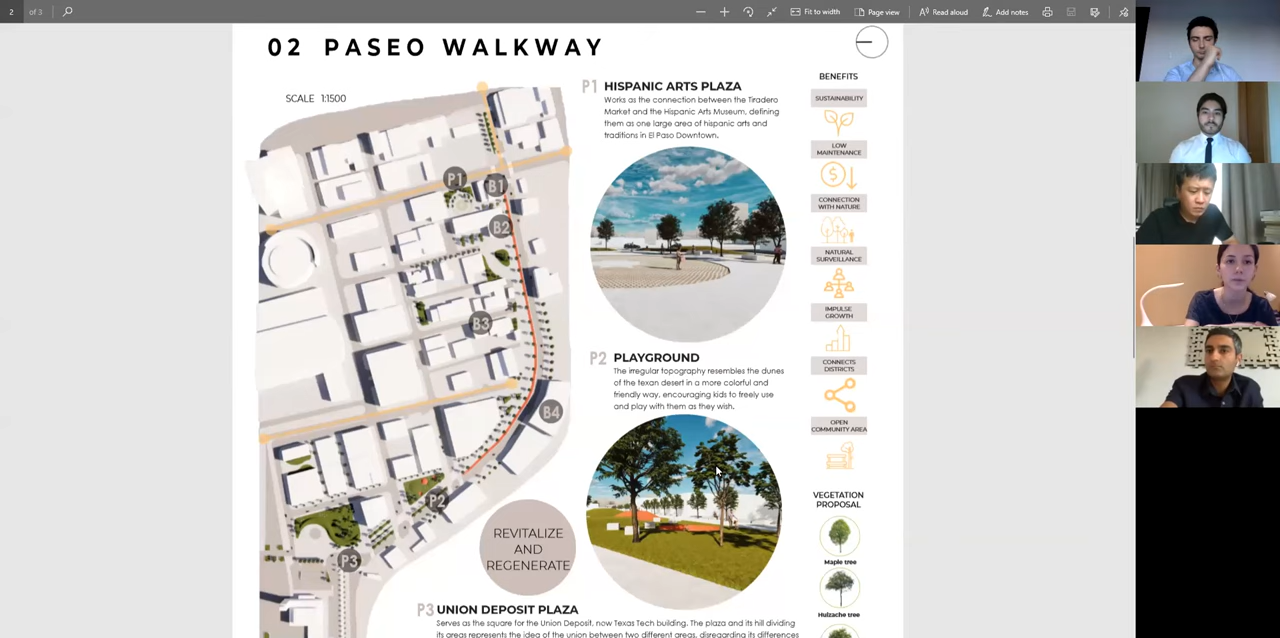 2 of 3
Fit to width
Page view
Read aloud
Add notes
02 PASEO WALKWAY
SCALE 1:1500
P1
B1
B2
B3
B4
P2
P3
REVITALIZE
AND
REGENERATE
P1 HISPANIC ARTS PLAZA
Works as the connection between the Tiradero
Market and the Hispanic Arts Museum, defining
them as one large area of hispanic arts and
traditions in El Paso Downtown.
P2 PLAYGROUND
The irregular topography resembles the dunes
of the texan desert in a more colorful and
friendly way, encouraging kids to freely use
and play with them as they wish.
P3 UNION DEPOSIT PLAZA
Serves as the square for the Union Deposit, now Texas Tech building. The plaza and its hill dividing
its areas represents the idea of the union between two different areas, disregarding its differences
BENEFITS
SUSTAINABILITY
LOW
MAINTENANCE
CONNECTION
WITH NATURE
NATURAL
SURVEILLANCE
IMPULSE
GROWTH
CONNECTS
DISTRICTS
OPEN
COMMUNITY AREA
VEGETATION
PROPOSAL
Maple tree
Huizache tree